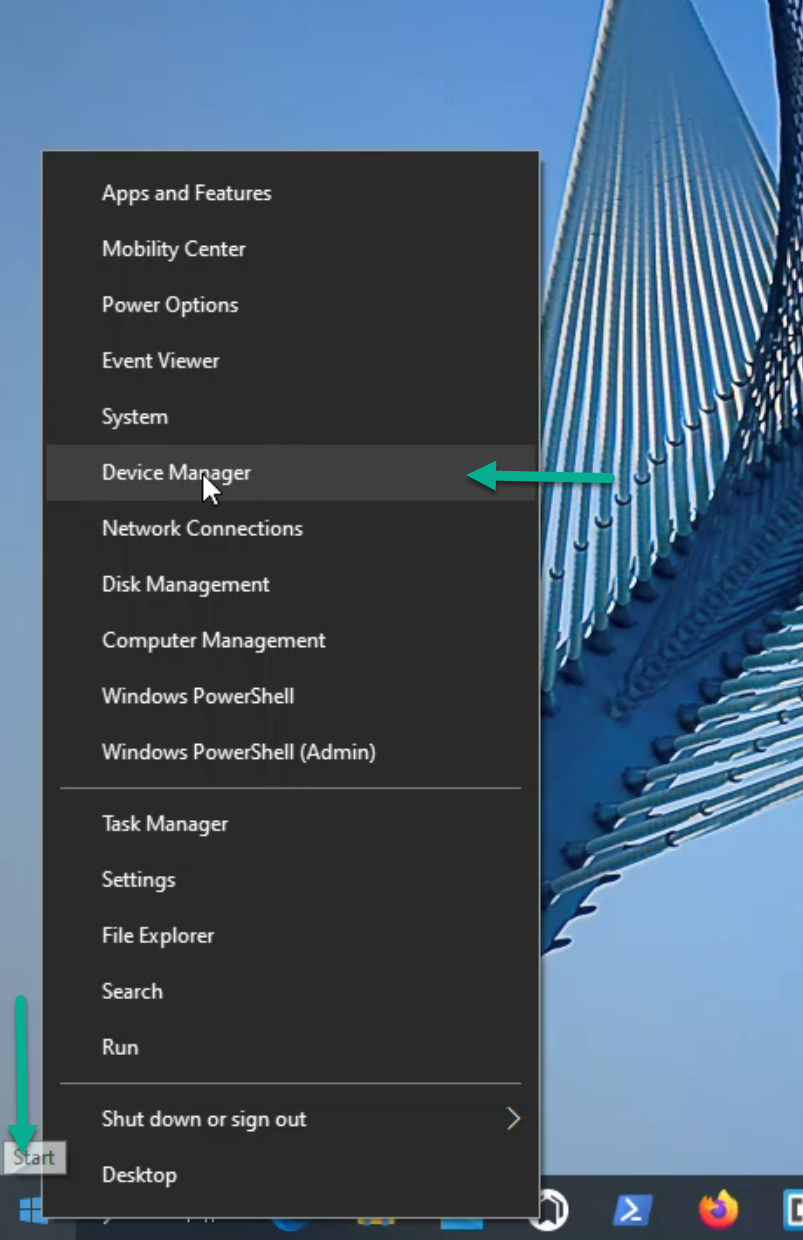 Apps and Features
Mobility Center
Power Options
Event Viewer
System
Device Manager
Network Connections
Disk Management
Computer Management
Windows PowerShell
Windows PowerShell (Admin)
Task Manager
Settings
File Explorer
Search
Run
Shut down or sign out
Desktop
Start